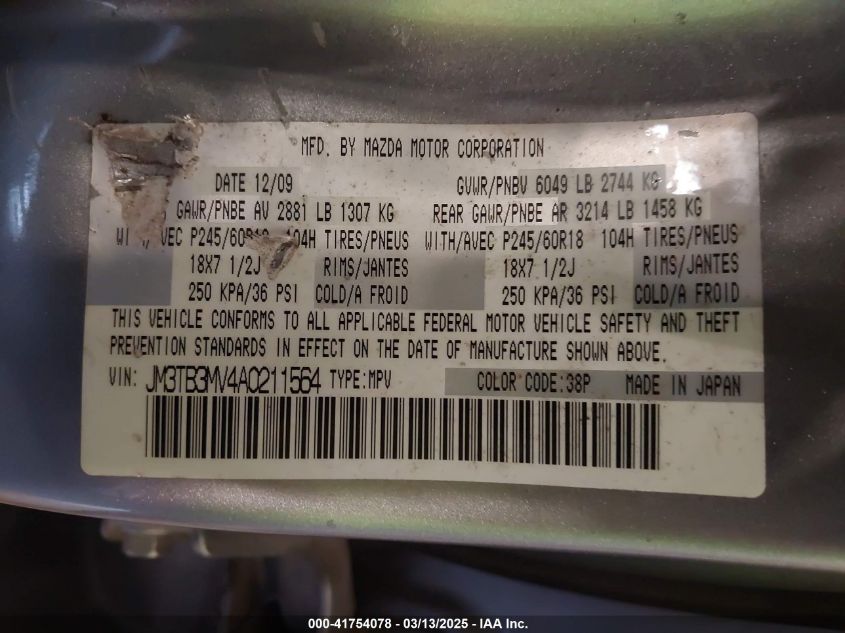 MFD. BY MAZDA MOTOR CORPORATION
DATE 12/09 GVWR/PNBV 6049 LB 2744 KG
GAWR/PNBE AV 2881 LB 1307 KG REAR GAWR/PNBE AR 3214 LB 1458 KG
WITH/AVEC P245/60R18 104H TIRES/PNEUS WITH/AVEC P245/60R18 104H TIRES/PNEUS
18X7 1/2J RIMS/JANTES 18X7 1/2J RIMS/JANTES
250 KPA/36 PSI COLD/A FROID 250 KPA/36 PSI COLD/A FROID
THIS VEHICLE CONFORMS TO ALL APPLICABLE FEDERAL MOTOR VEHICLE SAFETY AND THEFT
PREVENTION STANDARDS IN EFFECT ON THE DATE OF MANUFACTURE SHOWN ABOVE.
VIN: JM3TB3MV4A0211564 TYPE:MPV COLOR CODE:38P MADE IN JAPAN
000-41754078 - 03/13/2025 - IAA Inc.